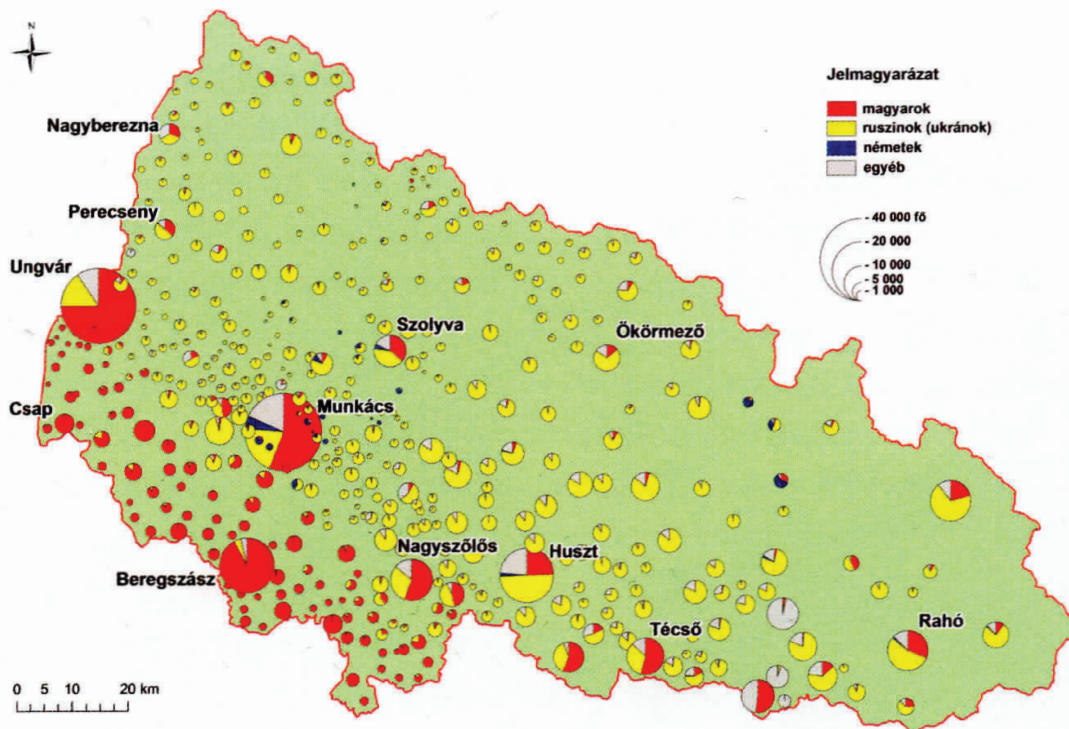 N
Jelmagyarázat
magyarok
ruszinok (ukránok)
németek
egyéb
- 40 000 fő
- 20 000
- 10 000
- 5 000
- 1 000
Nagyberezna
Perecseny
Ungvár
Szolyva
Ökörmező
Csap
Munkács
Nagyszőlős
Huszt
Beregszász
Técső
Rahó
0 5 10 20 km